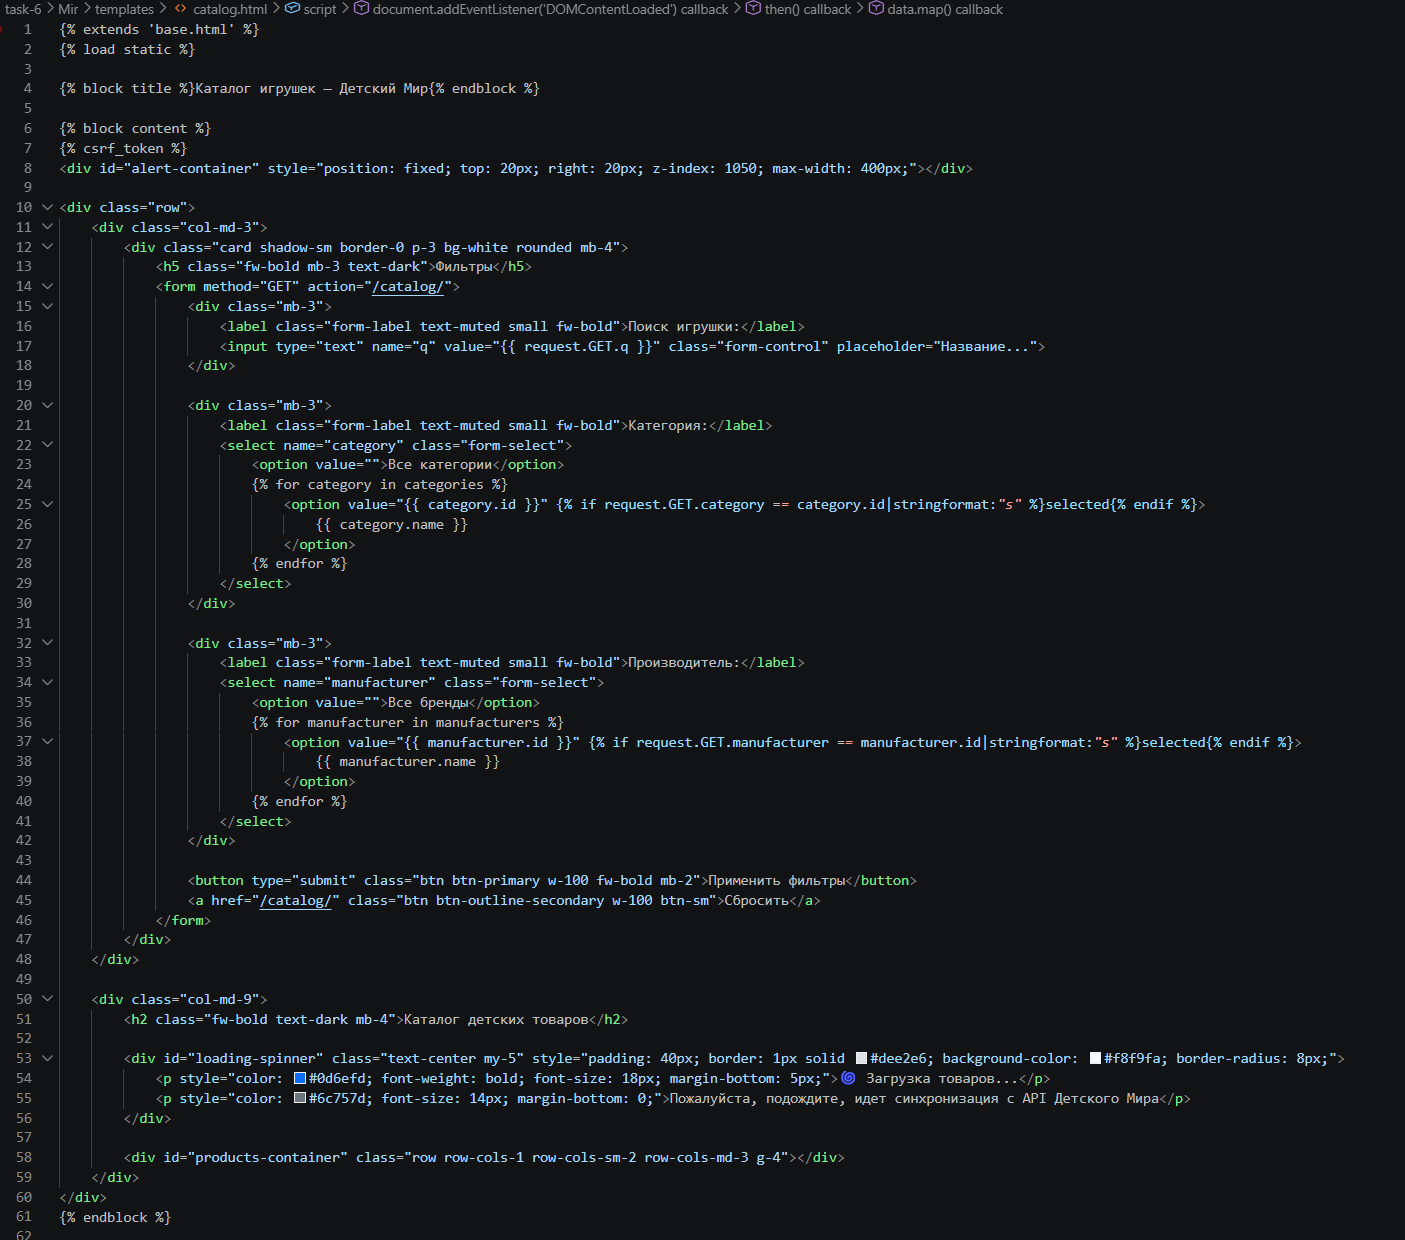 task-6 > Mir > templates > <> catalog.html > script > document.addEventListener('DOMContentLoaded') callback > then() callback > data.map() callback
1 {% extends 'base.html' %}
2 {% load static %}
3
4 {% block title %}Каталог игрушек — Детский Мир{% endblock %}
5
6 {% block content %}
7 {% csrf_token %}
8 <div id="alert-container" style="position: fixed; top: 20px; right: 20px; z-index: 1050; max-width: 400px;"></div>
9
10 <div class="row">
11 <div class="col-md-3">
12 <div class="card shadow-sm border-0 p-3 bg-white rounded mb-4">
13 <h5 class="fw-bold mb-3 text-dark">Фильтры</h5>
14 <form method="GET" action="/catalog/">
15 <div class="mb-3">
16 <label class="form-label text-muted small fw-bold">Поиск игрушки:</label>
17 <input type="text" name="q" value="{{ request.GET.q }}" class="form-control" placeholder="Название...">
18 </div>
19
20 <div class="mb-3">
21 <label class="form-label text-muted small fw-bold">Категория:</label>
22 <select name="category" class="form-select">
23 <option value="">Все категории</option>
24 {% for category in categories %}
25 <option value="{{ category.id }}" {% if request.GET.category == category.id|stringformat:"s" %}selected{% endif %}>
26 {{ category.name }}
27 </option>
28 {% endfor %}
29 </select>
30 </div>
31
32 <div class="mb-3">
33 <label class="form-label text-muted small fw-bold">Производитель:</label>
34 <select name="manufacturer" class="form-select">
35 <option value="">Все бренды</option>
36 {% for manufacturer in manufacturers %}
37 <option value="{{ manufacturer.id }}" {% if request.GET.manufacturer == manufacturer.id|stringformat:"s" %}selected{% endif %}>
38 {{ manufacturer.name }}
39 </option>
40 {% endfor %}
41 </select>
42 </div>
43
44 <button type="submit" class="btn btn-primary w-100 fw-bold mb-2">Применить фильтры</button>
45 <a href="/catalog/" class="btn btn-outline-secondary w-100 btn-sm">Сбросить</a>
46 </form>
47 </div>
48 </div>
49
50 <div class="col-md-9">
51 <h2 class="fw-bold text-dark mb-4">Каталог детских товаров</h2>
52
53 <div id="loading-spinner" class="text-center my-5" style="padding: 40px; border: 1px solid #dee2e6; background-color: #f8f9fa; border-radius: 8px;">
54 <p style="color: #0d6efd; font-weight: bold; font-size: 18px; margin-bottom: 5px;">🌀 Загрузка товаров...</p>
55 <p style="color: #6c757d; font-size: 14px; margin-bottom: 0;">Пожалуйста, подождите, идет синхронизация с API Детского Мира</p>
56 </div>
57
58 <div id="products-container" class="row row-cols-1 row-cols-sm-2 row-cols-md-3 g-4"></div>
59 </div>
60 </div>
61 {% endblock %}
62